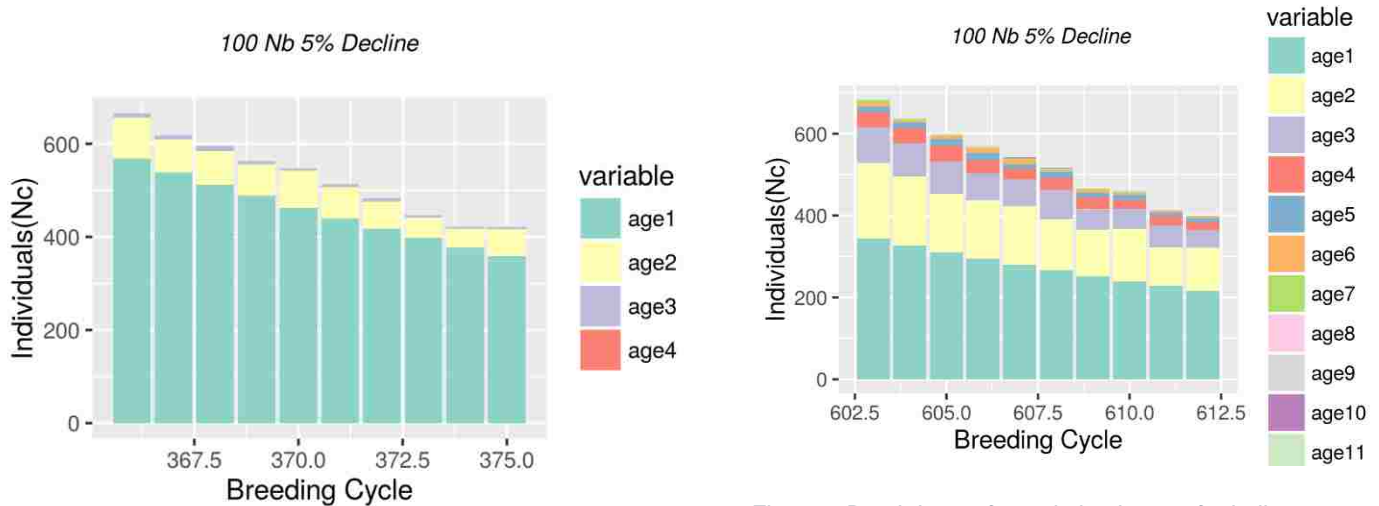 100 Nb 5% Decline
Individuals(Nc)
600
400
200
0
367.5
370.0
372.5
375.0
Breeding Cycle
variable
age1
age2
age3
age4
100 Nb 5% Decline
Individuals(Nc)
600
400
200
0
602.5
605.0
607.5
610.0
612.5
Breeding Cycle
variable
age1
age2
age3
age4
age5
age6
age7
age8
age9
age10
age11